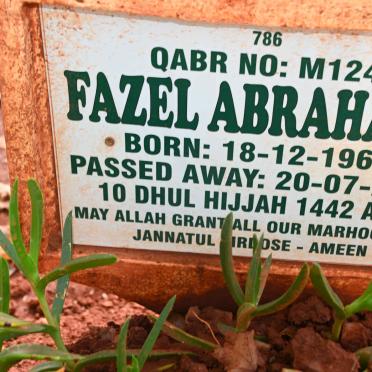 786
QABR NO: M124
FAZEL ABRAHA
BORN: 18-12-196
PASSED AWAY: 20-07-
10 DHUL HIJJAH 1442 A
MAY ALLAH GRANT ALL OUR MARHOO
JANNATUL FIRDOSE - AMEEN